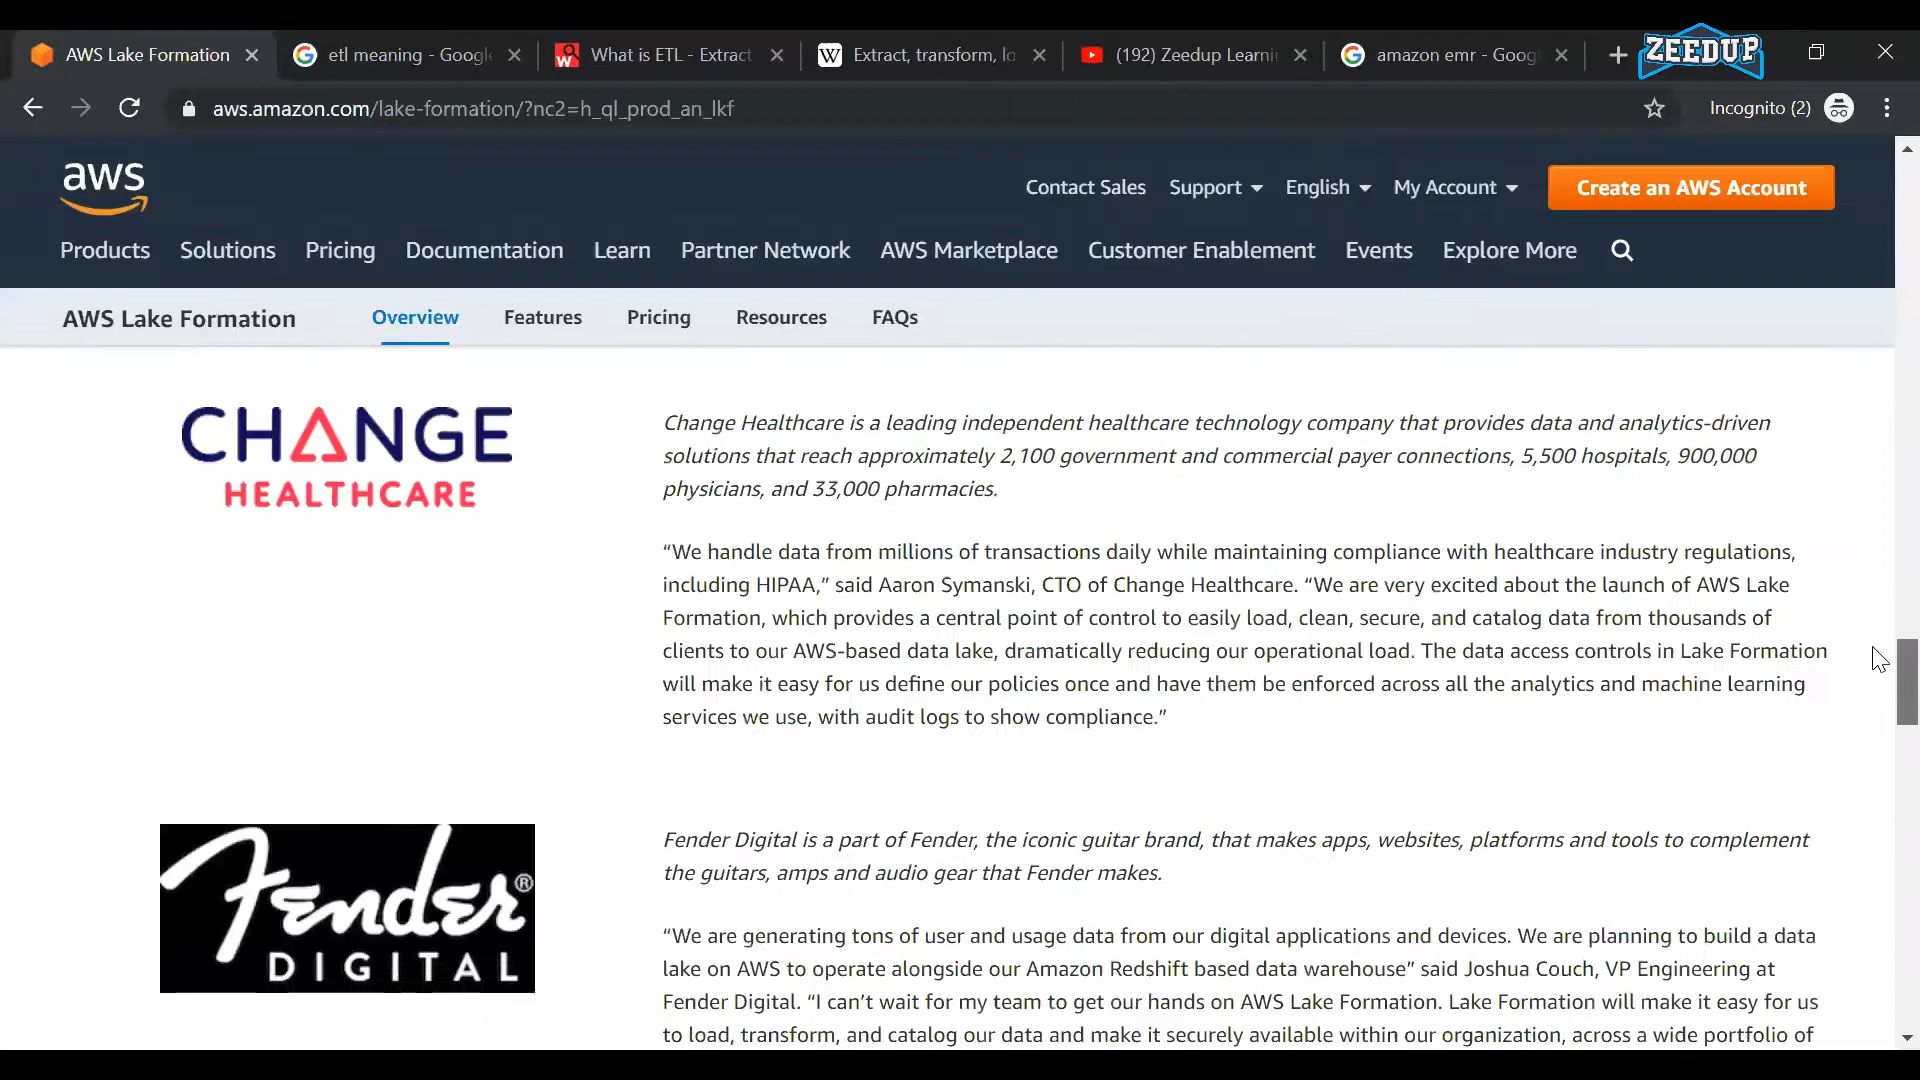 AWS Lake Formation
etl meaning - Google
What is ETL - Extract
Extract, transform, lo
(192) Zeedup Learni
amazon emr - Goog
ZEEDUP
aws.amazon.com/lake-formation/?nc2=h_ql_prod_an_lkf
Incognito (2)
aws
Contact Sales
Support
English
My Account
Create an AWS Account
Products
Solutions
Pricing
Documentation
Learn
Partner Network
AWS Marketplace
Customer Enablement
Events
Explore More
AWS Lake Formation
Overview
Features
Pricing
Resources
FAQs
CHANGE
HEALTHCARE
Change Healthcare is a leading independent healthcare technology company that provides data and analytics-driven
solutions that reach approximately 2,100 government and commercial payer connections, 5,500 hospitals, 900,000
physicians, and 33,000 pharmacies.
“We handle data from millions of transactions daily while maintaining compliance with healthcare industry regulations,
including HIPAA,” said Aaron Symanski, CTO of Change Healthcare. “We are very excited about the launch of AWS Lake
Formation, which provides a central point of control to easily load, clean, secure, and catalog data from thousands of
clients to our AWS-based data lake, dramatically reducing our operational load. The data access controls in Lake Formation
will make it easy for us define our policies once and have them be enforced across all the analytics and machine learning
services we use, with audit logs to show compliance.”
Fender®
DIGITAL
Fender Digital is a part of Fender, the iconic guitar brand, that makes apps, websites, platforms and tools to complement
the guitars, amps and audio gear that Fender makes.
“We are generating tons of user and usage data from our digital applications and devices. We are planning to build a data
lake on AWS to operate alongside our Amazon Redshift based data warehouse” said Joshua Couch, VP Engineering at
Fender Digital. “I can’t wait for my team to get our hands on AWS Lake Formation. Lake Formation will make it easy for us
to load, transform, and catalog our data and make it securely available within our organization, across a wide portfolio of